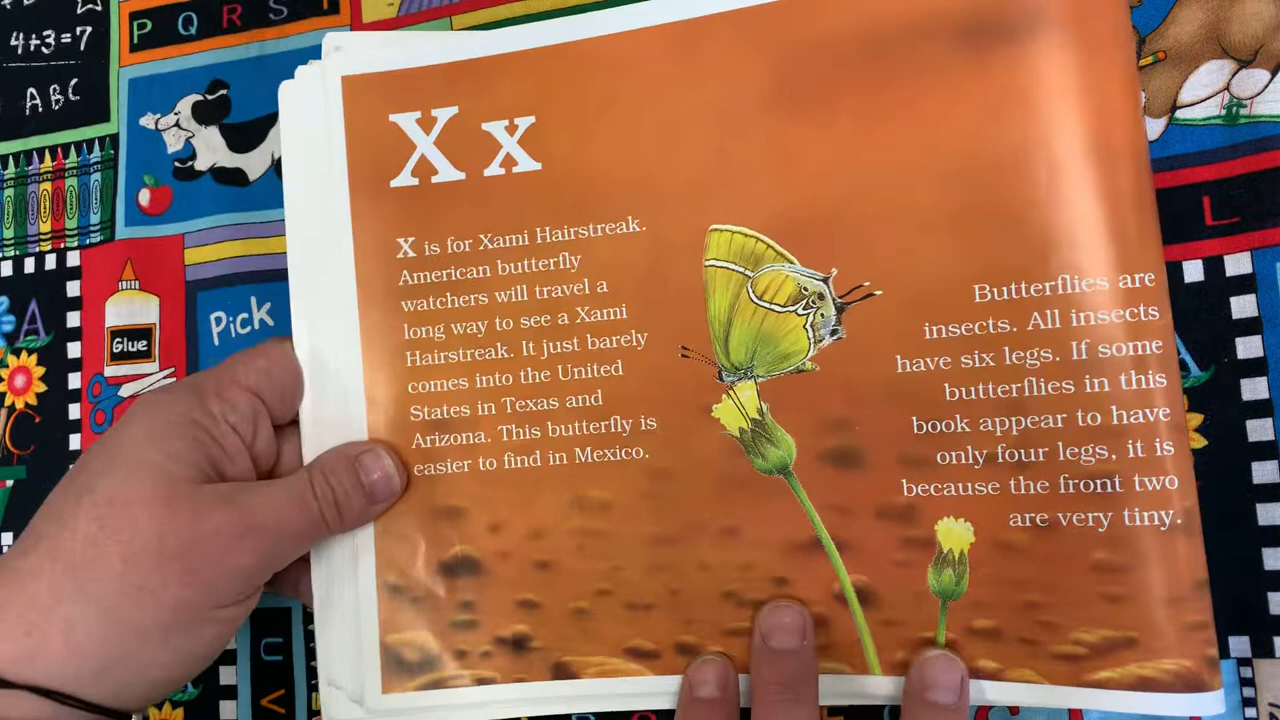 4+3=7
ABC
PQRS
Glue
Pick
A
C
U
V
L
X x
X is for Xami Hairstreak.
American butterfly
watchers will travel a
long way to see a Xami
Hairstreak. It just barely
comes into the United
States in Texas and
Arizona. This butterfly is
easier to find in Mexico.
Butterflies are
insects. All insects
have six legs. If some
butterflies in this
book appear to have
only four legs, it is
because the front two
are very tiny.